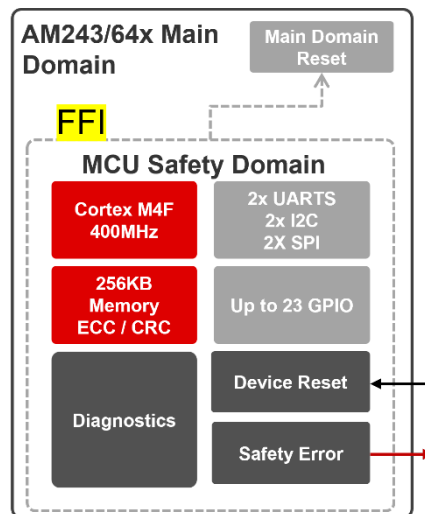 AM243/64x Main
Domain
Main Domain
Reset
FFI
MCU Safety Domain
Cortex M4F
400MHz
2x UARTS
2x I2C
2X SPI
256KB
Memory
ECC / CRC
Up to 23 GPIO
Diagnostics
Device Reset
Safety Error